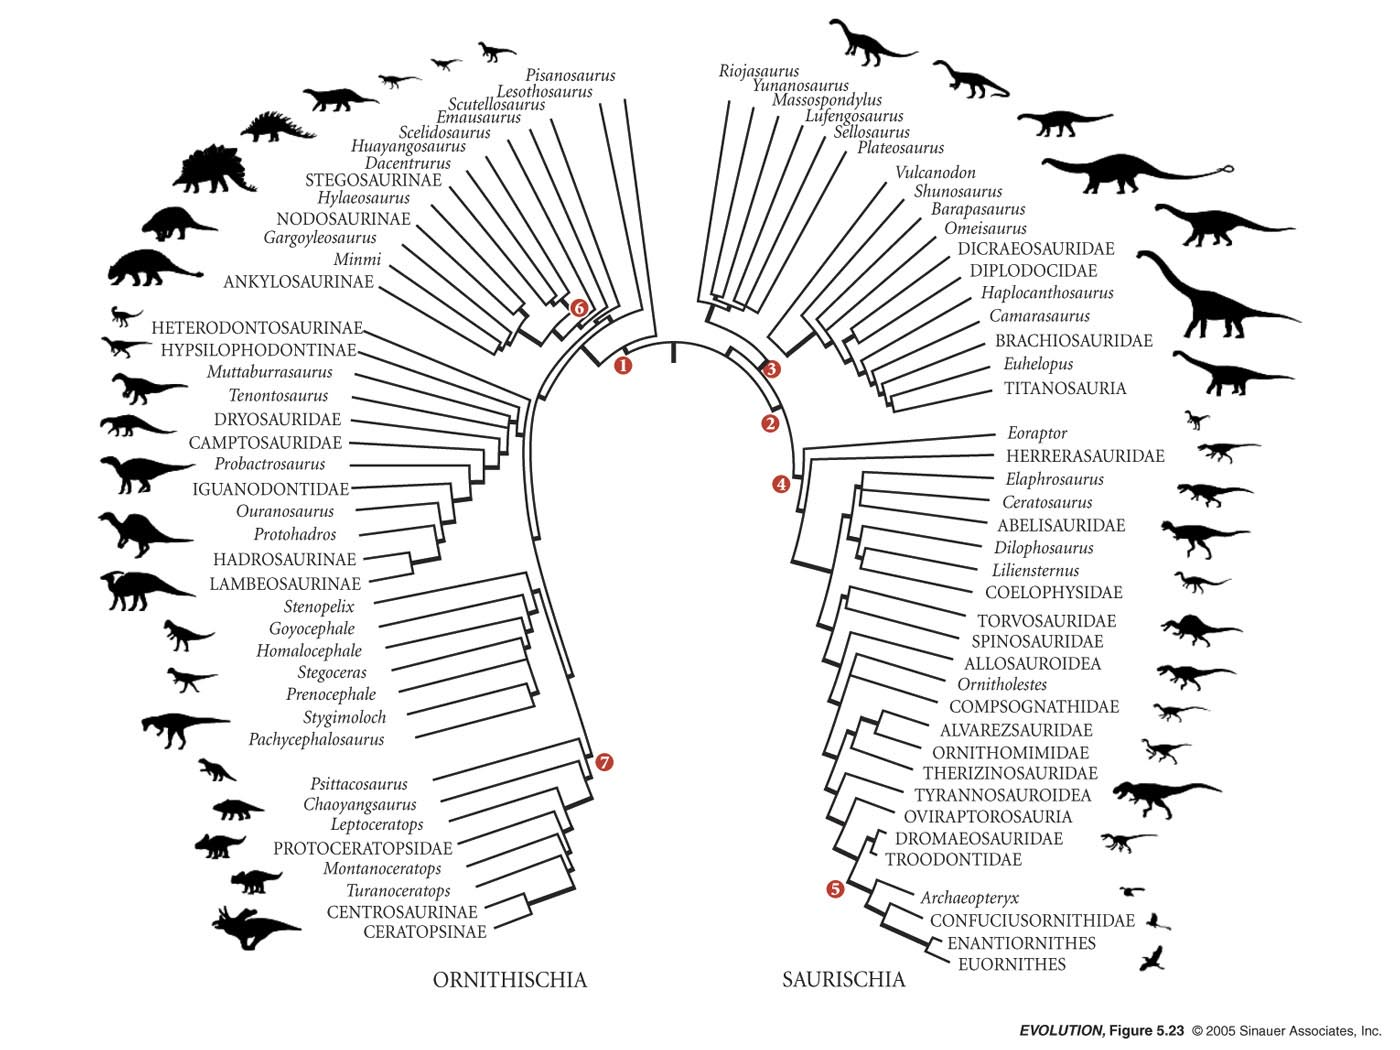 Pisanosaurus
Lesothosaurus
Scutellosaurus
Emausaurus
Scelidosaurus
Huayangosaurus
Dacentrurus
STEGOSAURINAE
Hylaeosaurus
NODOSAURINAE
Gargoyleosaurus
Minmi
ANKYLOSAURINAE
HETERODONTOSAURINAE
HYPSILOPHODONTINAE
Muttaburrasaurus
Tenontosaurus
DRYOSAURIDAE
CAMPTOSAURIDAE
Probactrosaurus
IGUANODONTIDAE
Ouranosaurus
Protohadros
HADROSAURINAE
LAMBEOSAURINAE
Stenopelix
Goyocephale
Homalocephale
Stegoceras
Prenocephale
Stygimoloch
Pachycephalosaurus
Psittacosaurus
Chaoyangsaurus
Leptoceratops
PROTOCERATOPSIDAE
Montanoceratops
Turanoceratops
CENTROSAURINAE
CERATOPSINAE
ORNITHISCHIA
6
1
7
Riojasaurus
Yunanosaurus
Massospondylus
Lufengosaurus
Sellosaurus
Plateosaurus
Vulcanodon
Shunosaurus
Barapasaurus
Omeisaurus
DICRAEOSAURIDAE
DIPLODOCIDAE
Haplocanthosaurus
Camarasaurus
BRACHIOSAURIDAE
Euhelopus
TITANOSAURIA
Eoraptor
HERRERASAURIDAE
Elaphrosaurus
Ceratosaurus
ABELISAURIDAE
Dilophosaurus
Liliensternus
COELOPHYSIDAE
TORVOSAURIDAE
SPINOSAURIDAE
ALLOSAUROIDEA
Ornitholestes
COMPSOGNATHIDAE
ALVAREZSAURIDAE
ORNITHOMIMIDAE
THERIZINOSAURIDAE
TYRANNOSAUROIDEA
OVIRAPTOROSAURIA
DROMAEOSAURIDAE
TROODONTIDAE
Archaeopteryx
CONFUCIUSORNITHIDAE
ENANTIORNITHES
EUORNITHES
SAURISCHIA
3
2
4
5
EVOLUTION, Figure 5.23 © 2005 Sinauer Associates, Inc.